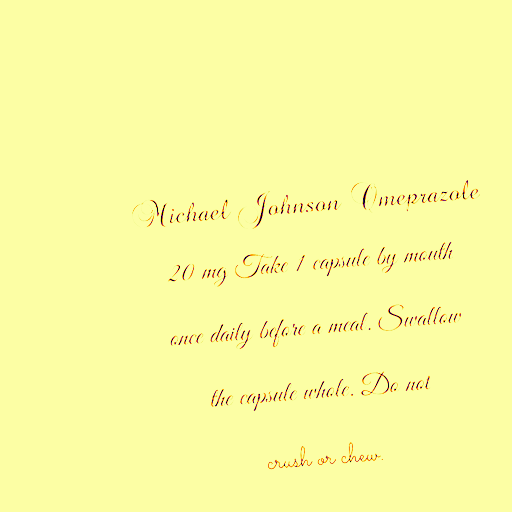 Michael Johnson Omeprazole
20 mg Take 1 capsule by mouth
once daily before a meal. Swallow
the capsule whole. Do not
crush or chew.